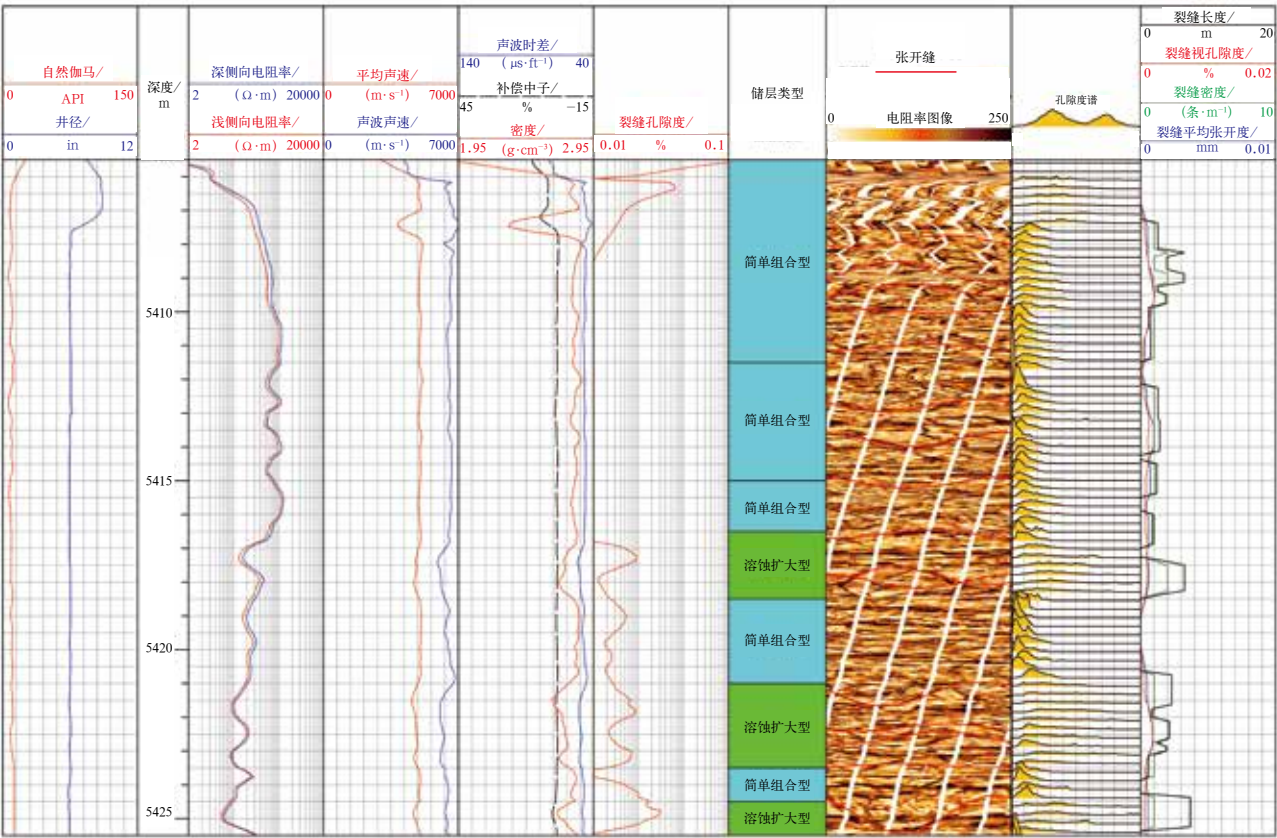 自然伽马/
0 API 150
井径/
0 in 12
深度/
m
深侧向电阻率/
2 (Ω·m) 20000
浅侧向电阻率/
2 (Ω·m) 20000
平均声速/
0 (m·s⁻¹) 7000
声波声速/
0 (m·s⁻¹) 7000
声波时差/
140 (μs·ft⁻¹) 40
补偿中子/
45 % −15
密度/
1.95 (g·cm⁻³) 2.95
裂缝孔隙度/
0.01 % 0.1
储层类型
张开缝
0 电阻率图像 250
孔隙度谱
裂缝长度/
0 m 20
裂缝视孔隙度/
0 % 0.02
裂缝密度/
0 (条·m⁻¹) 10
裂缝平均张开度/
0 mm 0.01
简单组合型
5410
简单组合型
5415
简单组合型
溶蚀扩大型
简单组合型
5420
溶蚀扩大型
简单组合型
5425
溶蚀扩大型